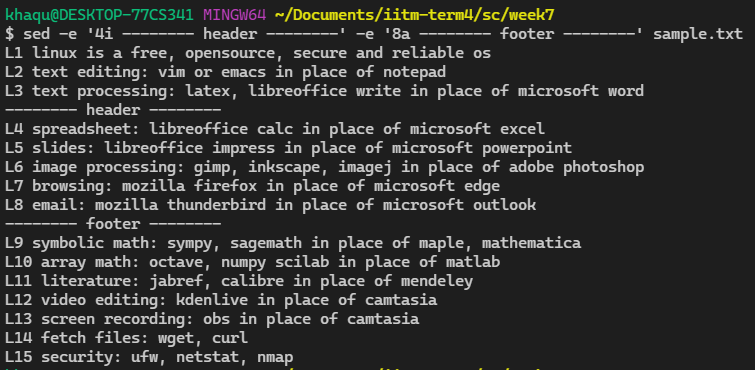 khaqu@DESKTOP-77CS341 MINGW64 ~/Documents/iitm-term4/sc/week7
$ sed -e '4i -------- header --------' -e '8a -------- footer --------' sample.txt
L1 linux is a free, opensource, secure and reliable os
L2 text editing: vim or emacs in place of notepad
L3 text processing: latex, libreoffice write in place of microsoft word
-------- header --------
L4 spreadsheet: libreoffice calc in place of microsoft excel
L5 slides: libreoffice impress in place of microsoft powerpoint
L6 image processing: gimp, inkscape, imagej in place of adobe photoshop
L7 browsing: mozilla firefox in place of microsoft edge
L8 email: mozilla thunderbird in place of microsoft outlook
-------- footer --------
L9 symbolic math: sympy, sagemath in place of maple, mathematica
L10 array math: octave, numpy scilab in place of matlab
L11 literature: jabref, calibre in place of mendeley
L12 video editing: kdenlive in place of camtasia
L13 screen recording: obs in place of camtasia
L14 fetch files: wget, curl
L15 security: ufw, netstat, nmap